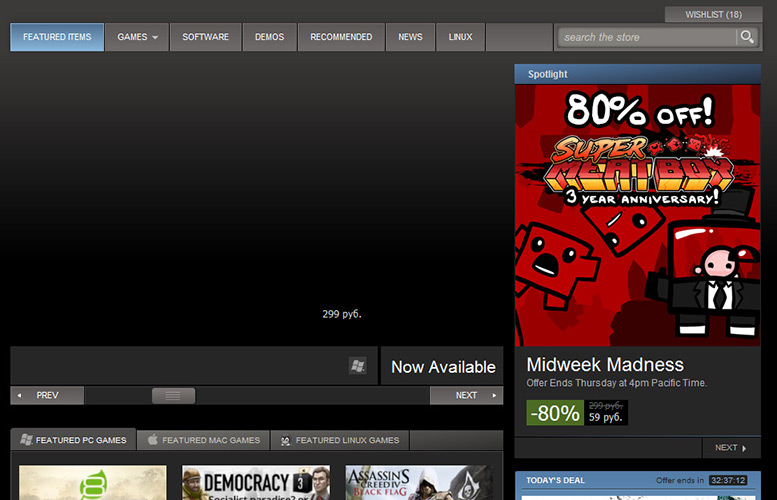 WISHLIST (18)
FEATURED ITEMS GAMES SOFTWARE DEMOS RECOMMENDED NEWS LINUX search the store
Spotlight
80% OFF!
SUPER
MEAT BOY
3 YEAR ANNIVERSARY!
299 руб.
Now Available
PREV NEXT
Midweek Madness
Offer Ends Thursday at 4pm Pacific Time.
-80% 299 руб.
59 руб.
NEXT
FEATURED PC GAMES FEATURED MAC GAMES FEATURED LINUX GAMES
DEMOCRACY 3
Socialist paradise? or
ASSASSIN'S
CREED IV
BLACK FLAG
TODAY'S DEAL Offer ends in 32:37:12